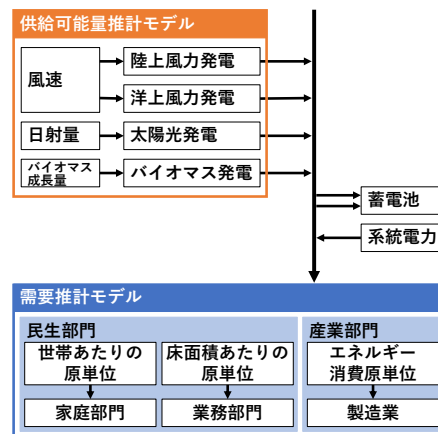 供給可能量推計モデル
風速
陸上風力発電
洋上風力発電
日射量
太陽光発電
バイオマス
成長量
バイオマス発電
蓄電池
系統電力
需要推計モデル
民生部門
世帯あたりの
原単位
家庭部門
床面積あたりの
原単位
業務部門
産業部門
エネルギー
消費原単位
製造業